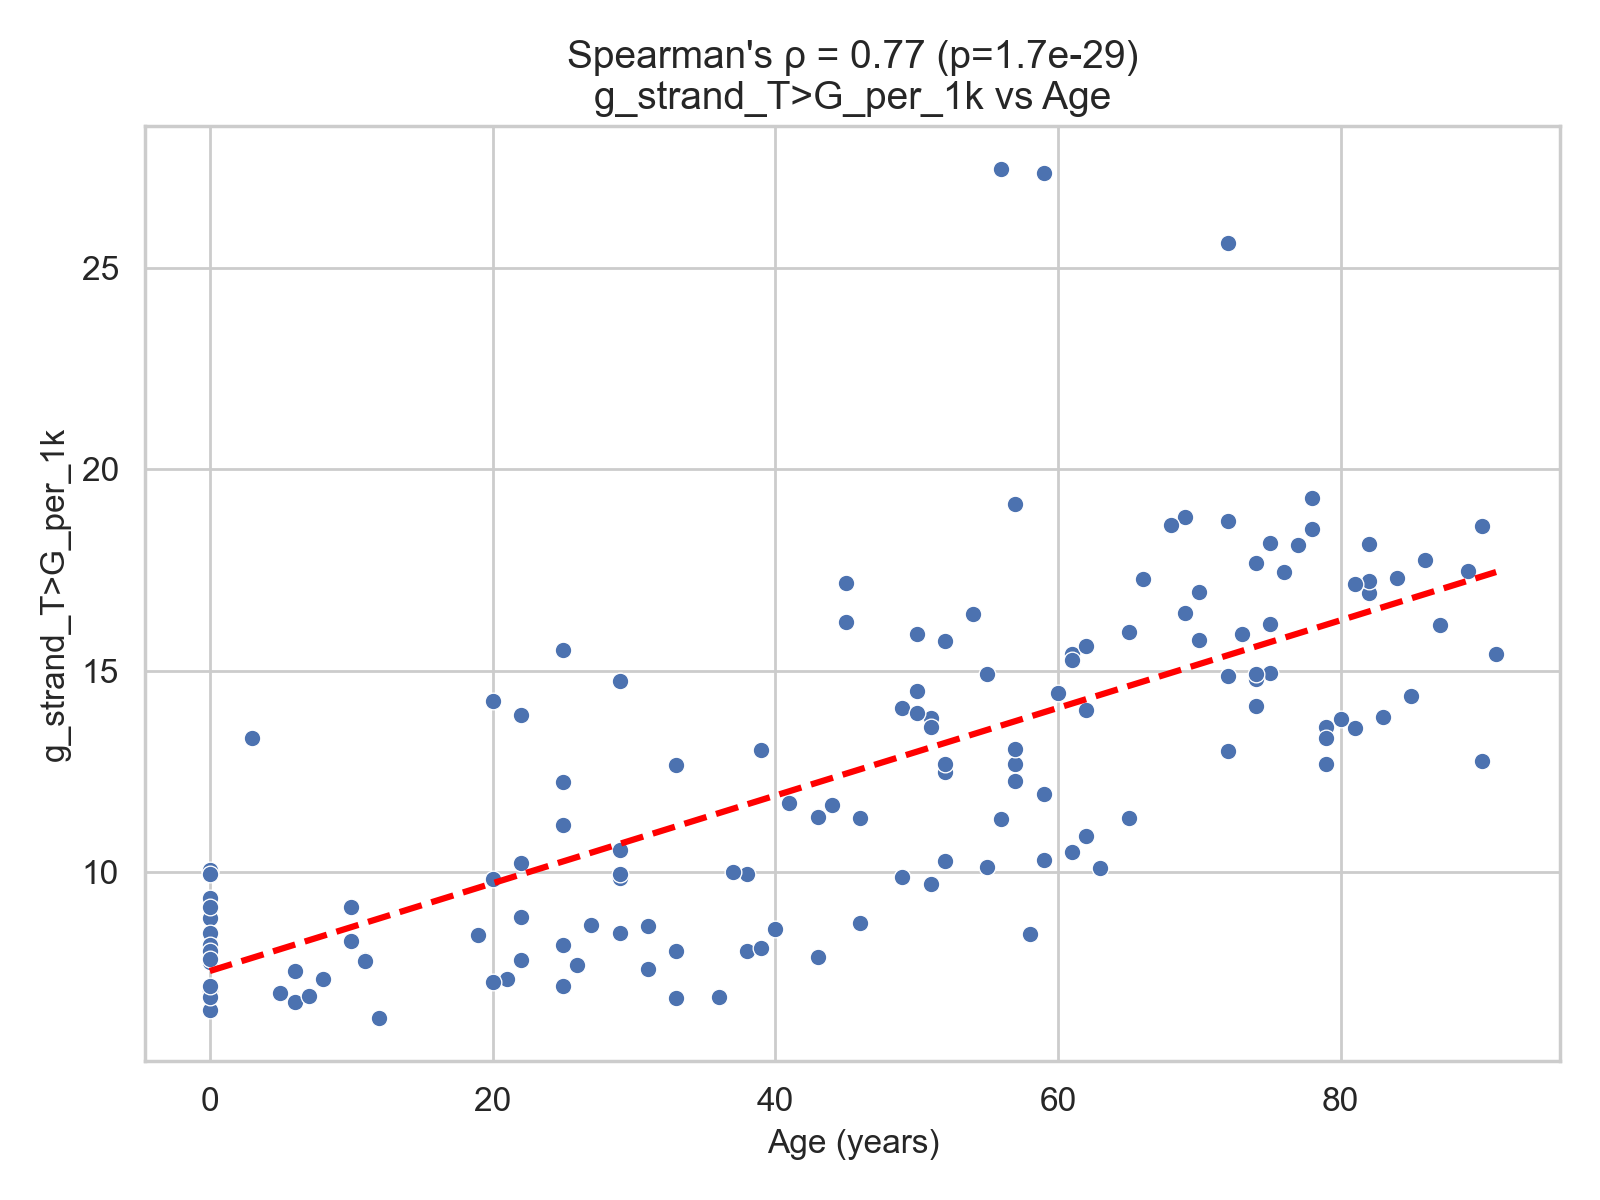 Spearman's ρ = 0.77 (p=1.7e-29)
g_strand_T>G_per_1k vs Age
g_strand_T>G_per_1k
25
20
15
10
0
20
40
60
80
Age (years)